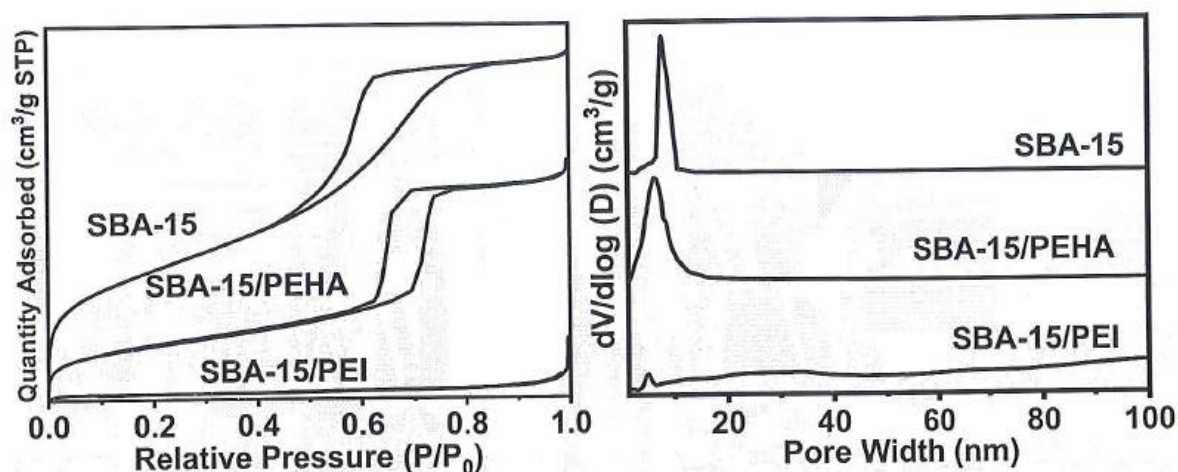 Quantity Adsorbed (cm³/g STP)
SBA-15
SBA-15/PEHA
SBA-15/PEI
0.0 0.2 0.4 0.6 0.8 1.0
Relative Pressure (P/P₀)
dV/dlog (D) (cm³/g)
SBA-15
SBA-15/PEHA
SBA-15/PEI
20 40 60 80 100
Pore Width (nm)